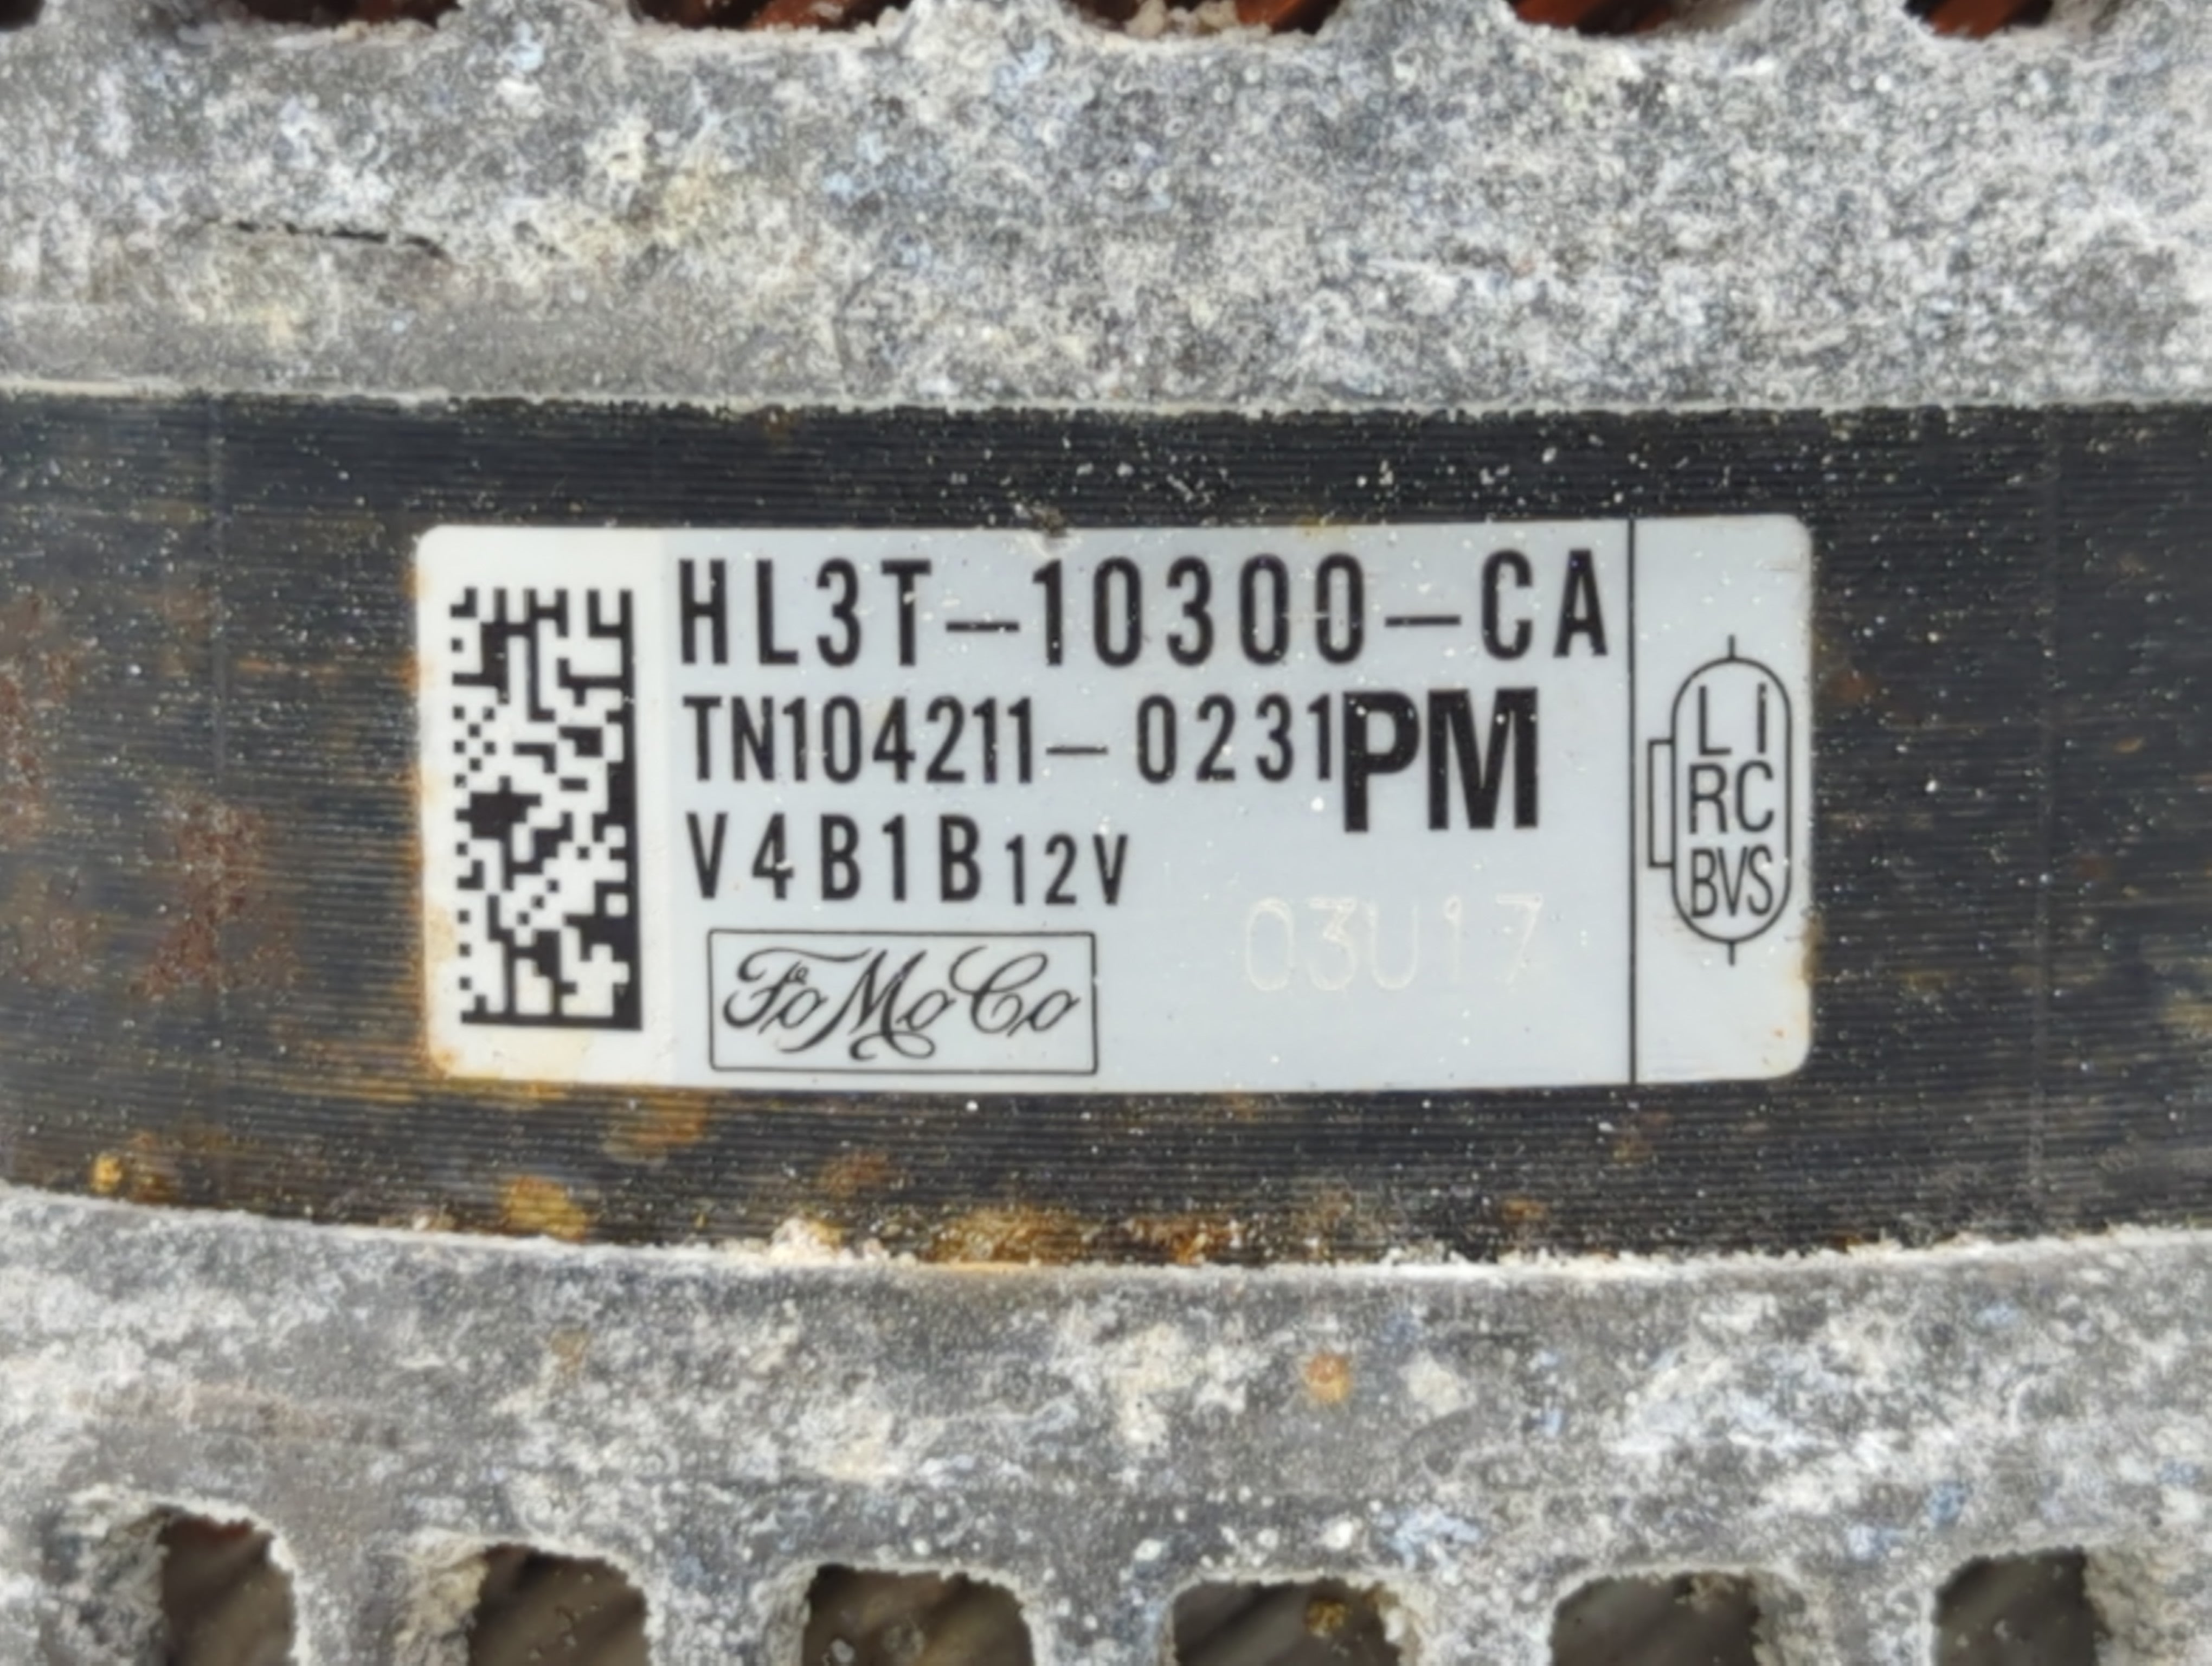 HL3T-10300-CA
TN104211-0231PM
V4B1B12V
03U17
FoMoCo
LI
RC
BVS